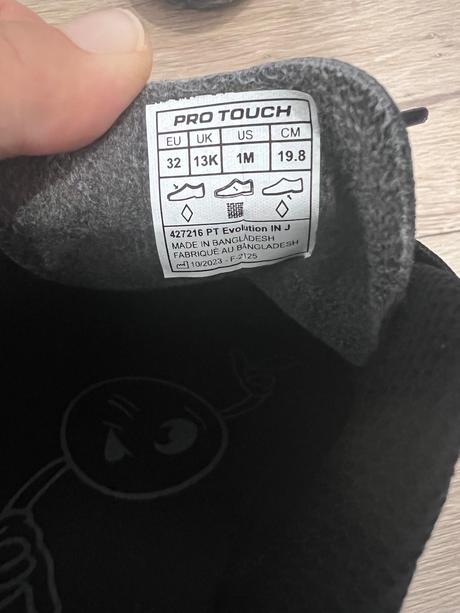 PRO TOUCH
EU UK US CM
32 13K 1M 19.8
427216 PT Evolution IN J
MADE IN BANGLADESH
FABRIQUÉ AU BANGLADESH
10/2023 - F-2125